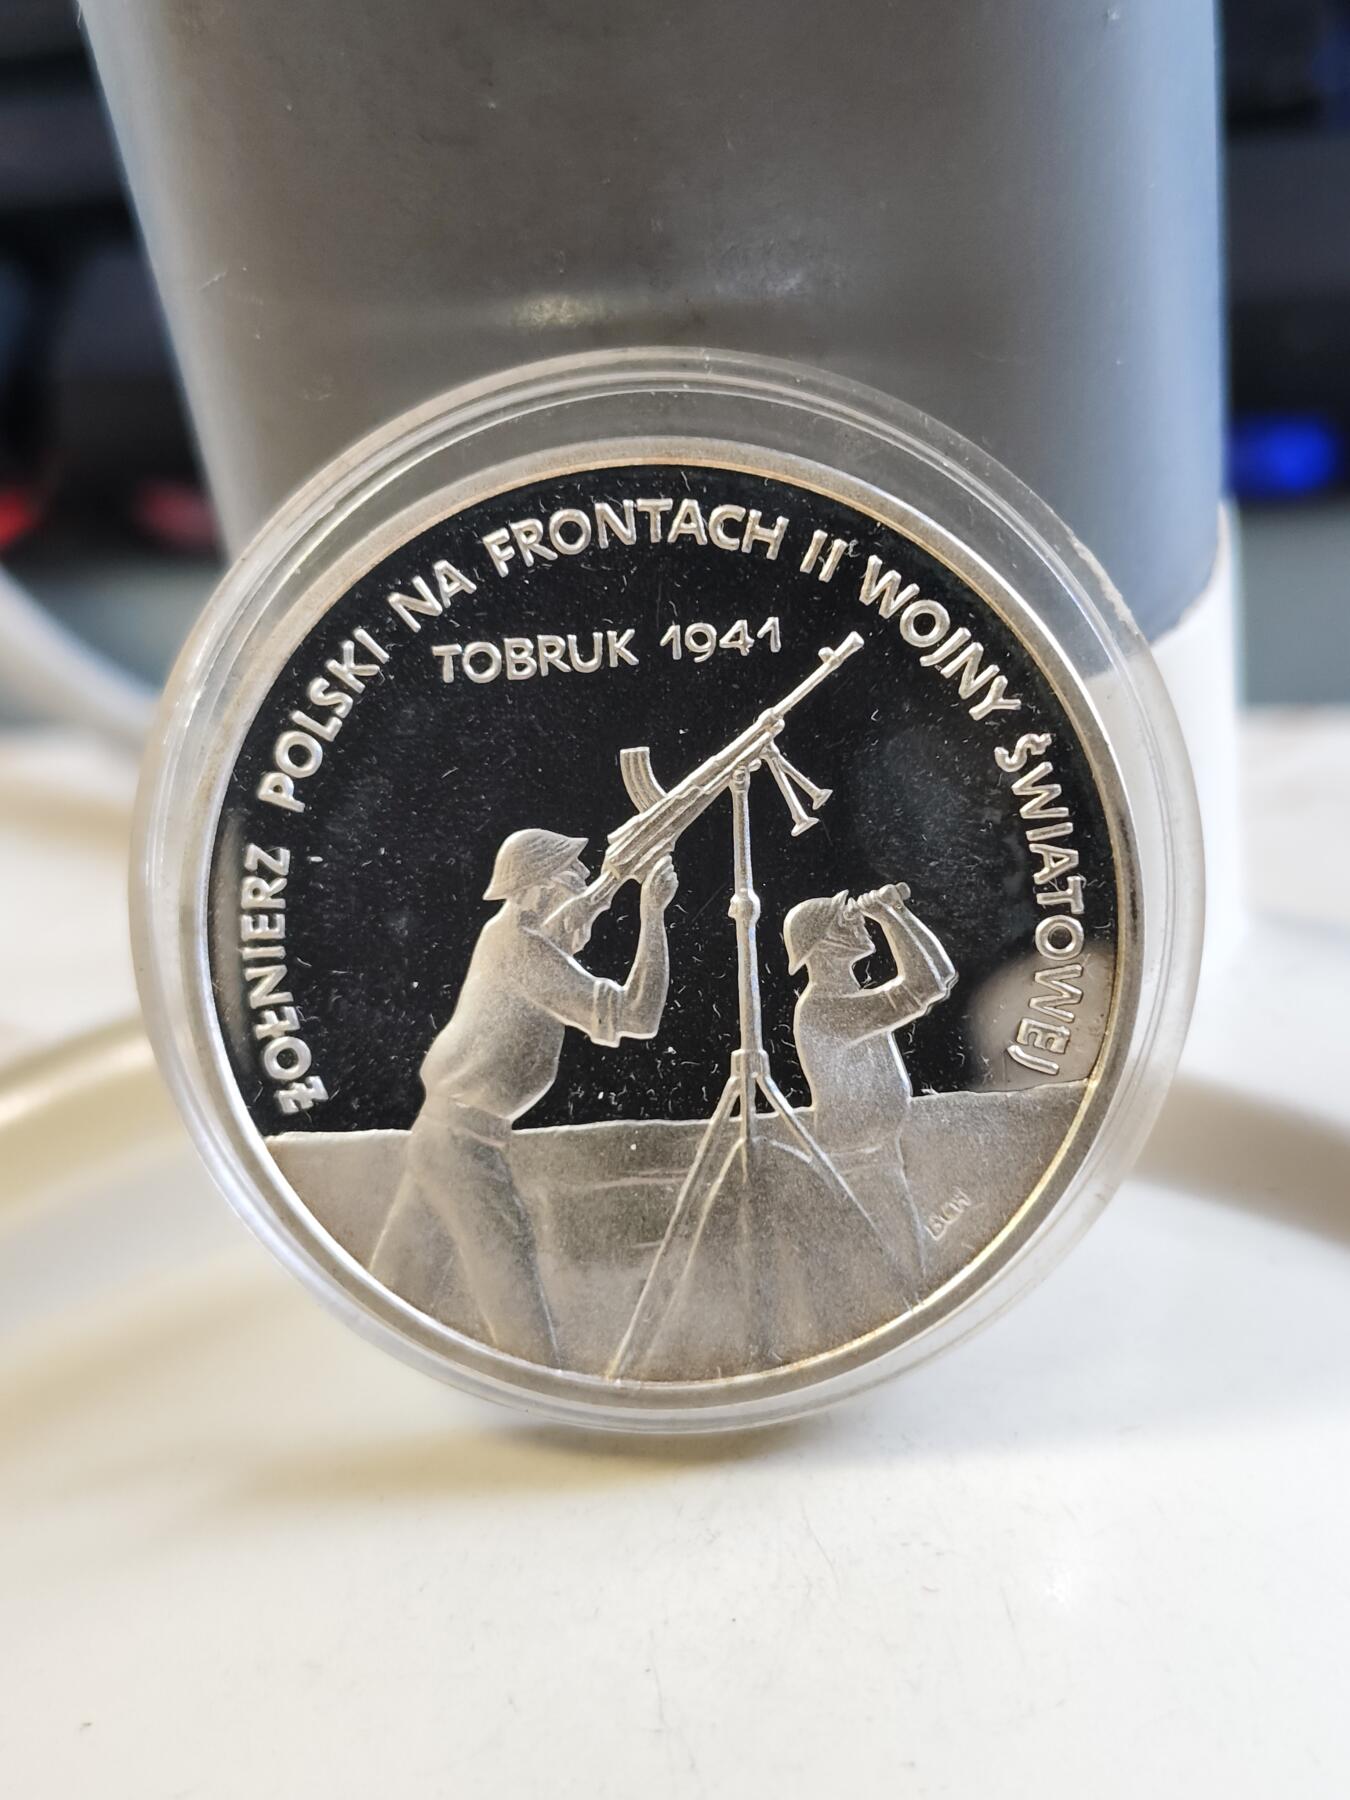 ŻOŁNIERZ POLSKI NA FRONTACH II WOJNY ŚWIATOWEJ
TOBRUK 1941